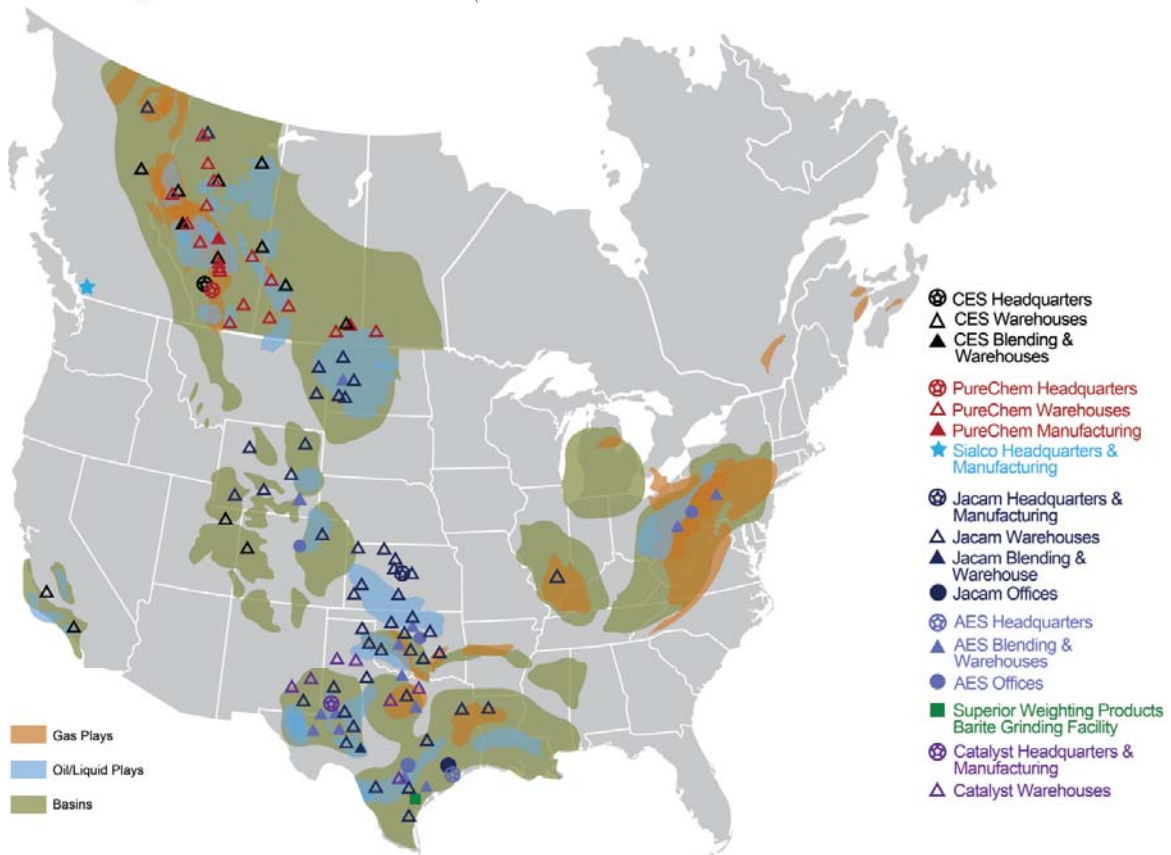 CES Headquarters
CES Warehouses
CES Blending &
Warehouses
PureChem Headquarters
PureChem Warehouses
PureChem Manufacturing
Sialco Headquarters &
Manufacturing
Jacam Headquarters &
Manufacturing
Jacam Warehouses
Jacam Blending &
Warehouse
Jacam Offices
AES Headquarters
AES Blending &
Warehouses
AES Offices
Superior Weighting Products
Barite Grinding Facility
Catalyst Headquarters &
Manufacturing
Catalyst Warehouses
Gas Plays
Oil/Liquid Plays
Basins